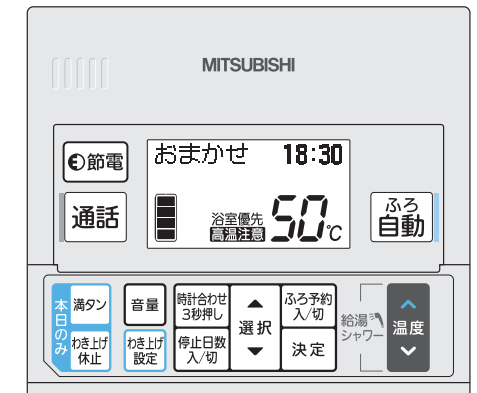 MITSUBISHI
節電
おまかせ 18:30
通話
浴室優先
高温注意
50℃
ふろ
自動
本日のみ
満タン
わき上げ
休止
音量
わき上げ
設定
時計合わせ
3秒押し
停止日数
入/切
▲
選択
▼
ふろ予約
入/切
決定
給湯
シャワー
温度